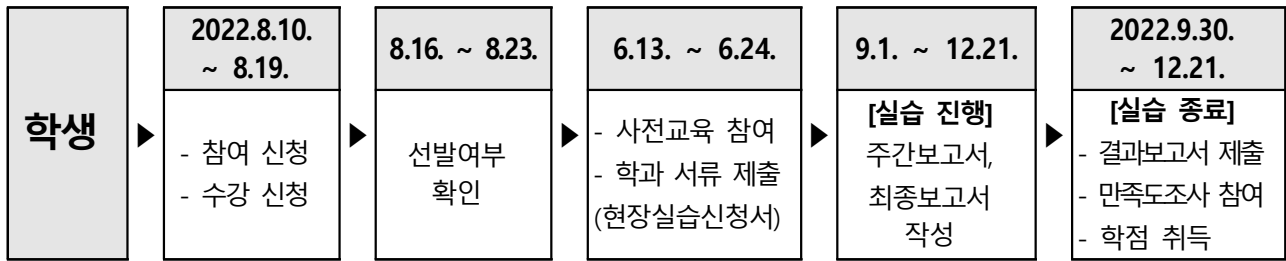 학생
▶
2022.8.10.
~ 8.19.
- 참여 신청
- 수강 신청
▶
8.16. ~ 8.23.
선발여부
확인
▶
6.13. ~ 6.24.
- 사전교육 참여
- 학과 서류 제출
(현장실습신청서)
▶
9.1. ~ 12.21.
[실습 진행]
주간보고서,
최종보고서
작성
▶
2022.9.30.
~ 12.21.
[실습 종료]
- 결과보고서 제출
- 만족도조사 참여
- 학점 취득